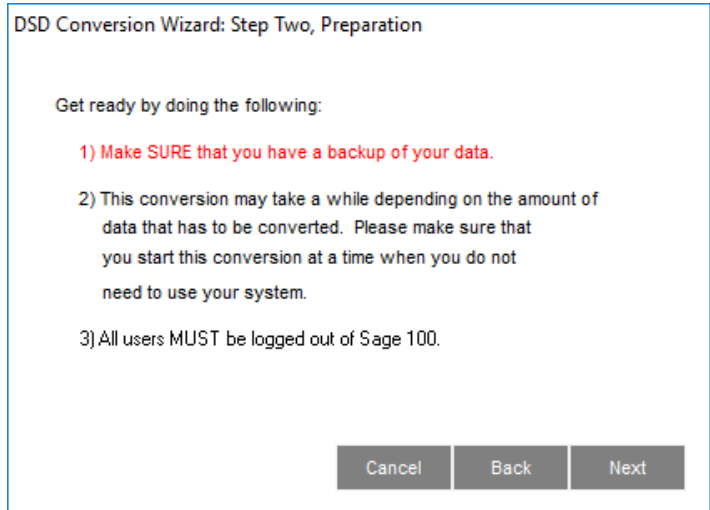 DSD Conversion Wizard: Step Two, Preparation
Get ready by doing the following:
1) Make SURE that you have a backup of your data.
2) This conversion may take a while depending on the amount of
data that has to be converted. Please make sure that
you start this conversion at a time when you do not
need to use your system.
3) All users MUST be logged out of Sage 100.
Cancel Back Next